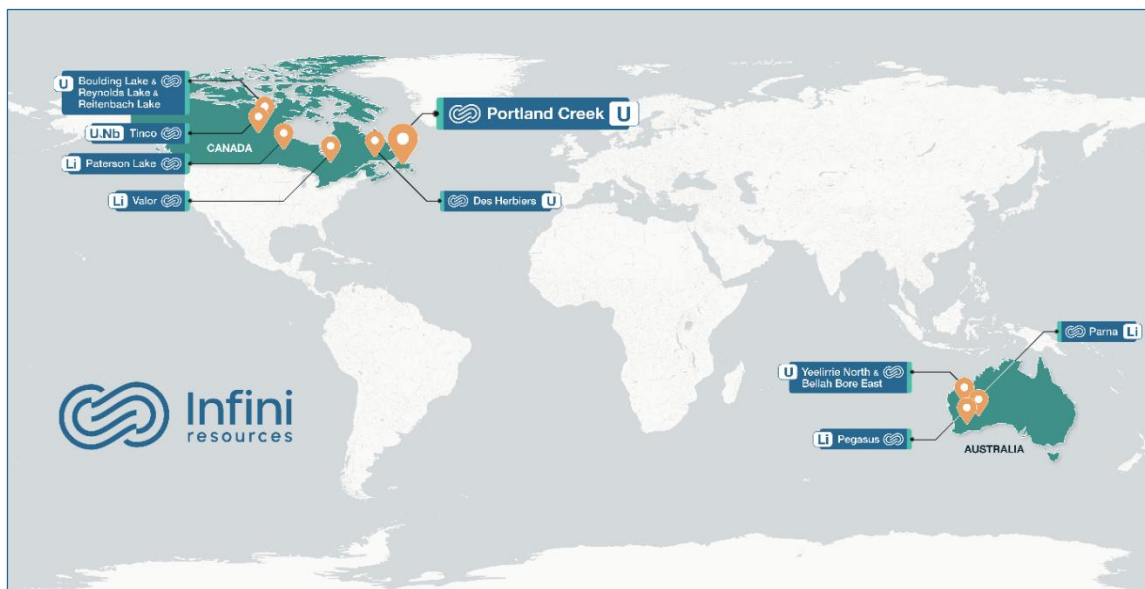 U
Boulding Lake &
Reynolds Lake &
Reitenbach Lake
U,Nb Tinco
Li Paterson Lake
Li Valor
CANADA
Portland Creek U
Des Herbiers U
Parna Li
U
Yeelirrie North &
Bellah Bore East
Li Pegasus
AUSTRALIA
Infini
resources